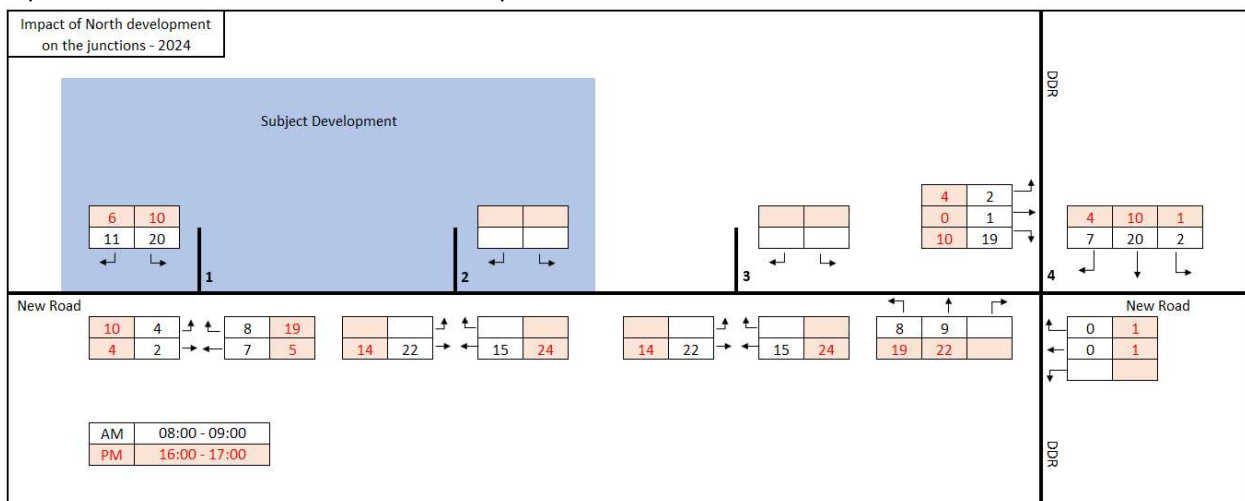 Impact of North development
on the junctions - 2024
DDR
Subject Development
6 10
11 20
4 2
0 1
10 19
4 10 1
7 20 2
1
2
3
4
New Road
New Road
10 4
4 2
8 19
7 5
14 22
15 24
14 22
15 24
8 9
19 22
0 1
0 1
AM 08:00 - 09:00
PM 16:00 - 17:00
DDR